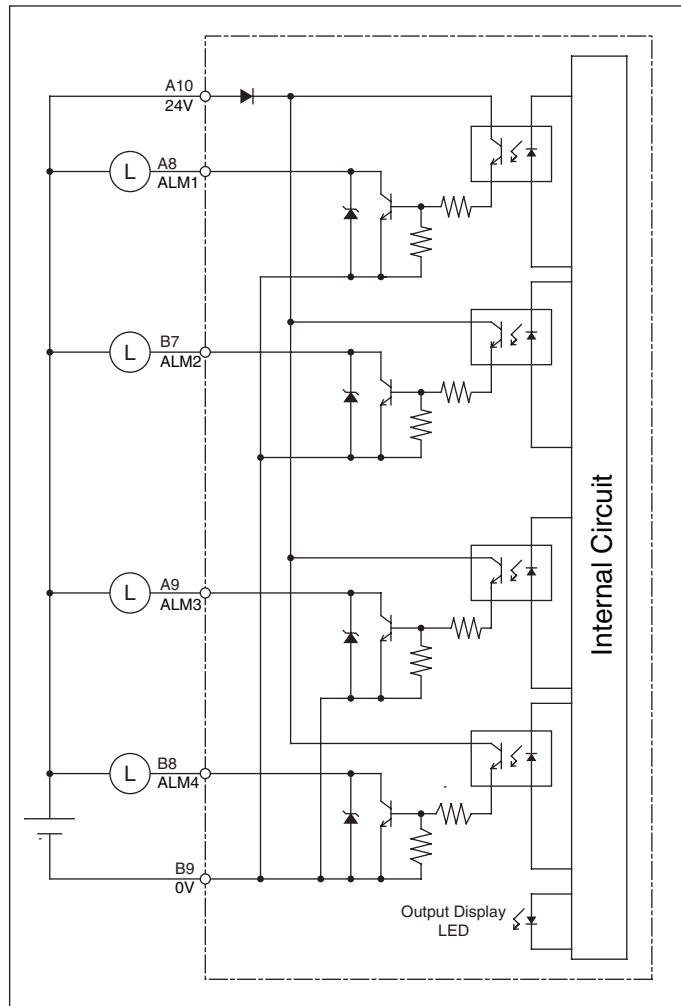 A10
24V
L
A8
ALM1
L
B7
ALM2
L
A9
ALM3
L
B8
ALM4
B9
0V
Output Display
LED
Internal Circuit